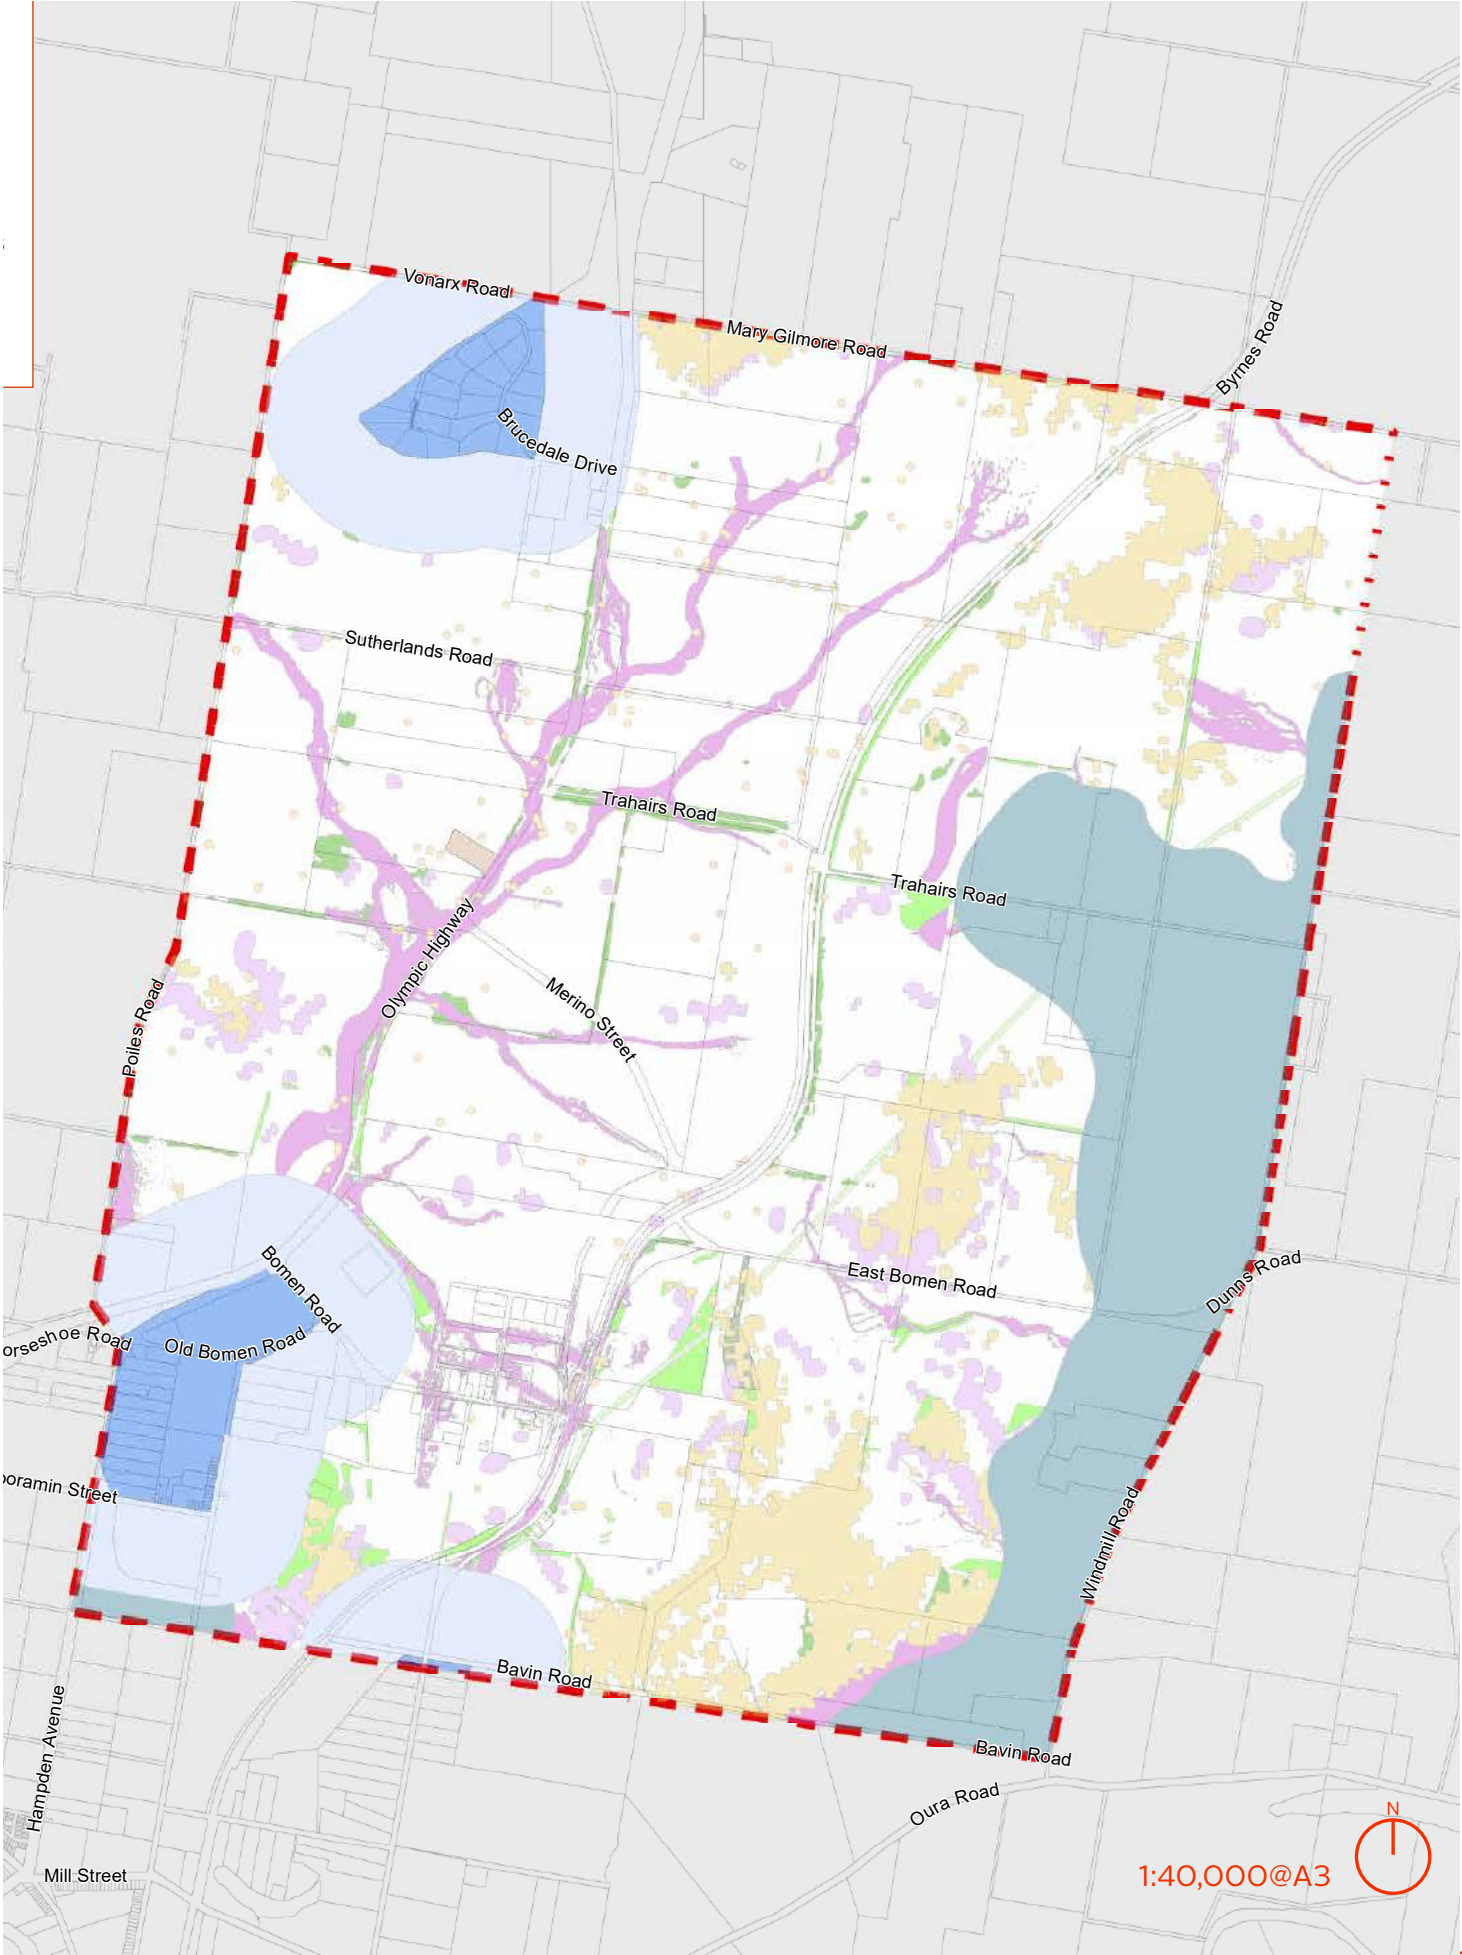 Vonarx Road
Mary Gilmore Road
Byrnes Road
Brucedale Drive
Sutherlands Road
Trahairs Road
Trahairs Road
Olympic Highway
Merino Street
Poiles Road
East Bomen Road
Dunns Road
Bomen Road
orseshoe Road
Old Bomen Road
ooramin Street
Windmill Road
Bavin Road
Bavin Road
Hampden Avenue
Oura Road
Mill Street
N
1:40,000@A3